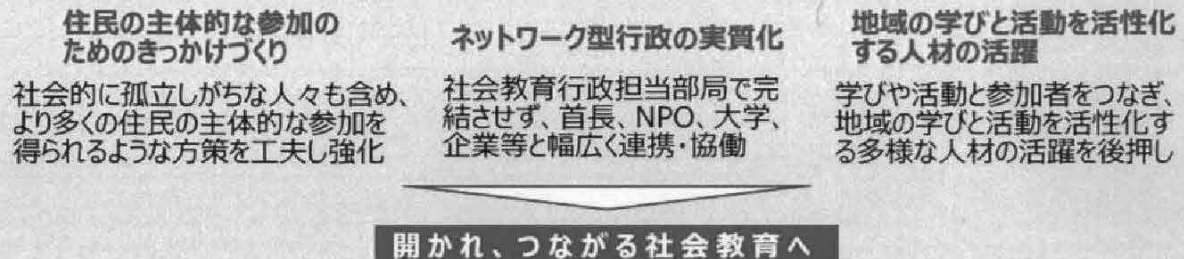 住民の主体的な参加の
ためのきっかけづくり
社会的に孤立しがちな人々も含め、
より多くの住民の主体的な参加を
得られるような方策を工夫し強化
ネットワーク型行政の実質化
社会教育行政担当部局で完
結させず、首長、NPO、大学、
企業等と幅広く連携・協働
地域の学びと活動を活性化
する人材の活躍
学びや活動と参加者をつなぎ、
地域の学びと活動を活性化す
る多様な人材の活躍を後押し
開かれ、つながる社会教育へ